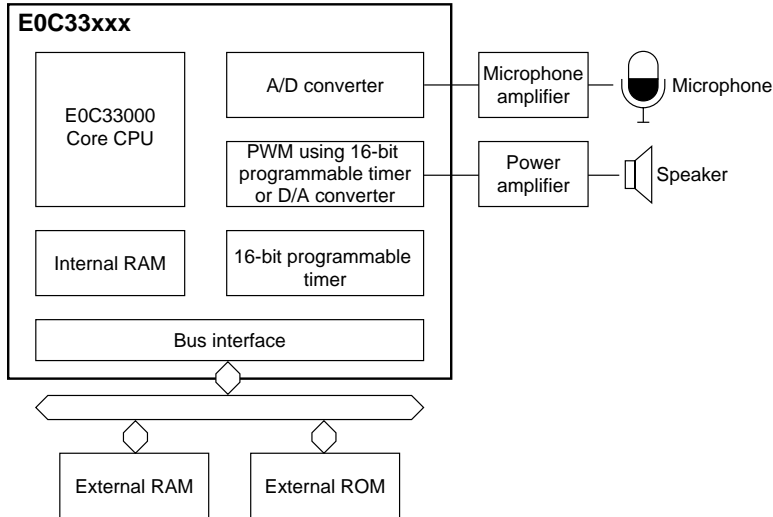 E0C33xxx
E0C33000
Core CPU
A/D converter
Microphone
amplifier
Microphone
PWM using 16-bit
programmable timer
or D/A converter
Power
amplifier
Speaker
Internal RAM
16-bit programmable
timer
Bus interface
External RAM
External ROM